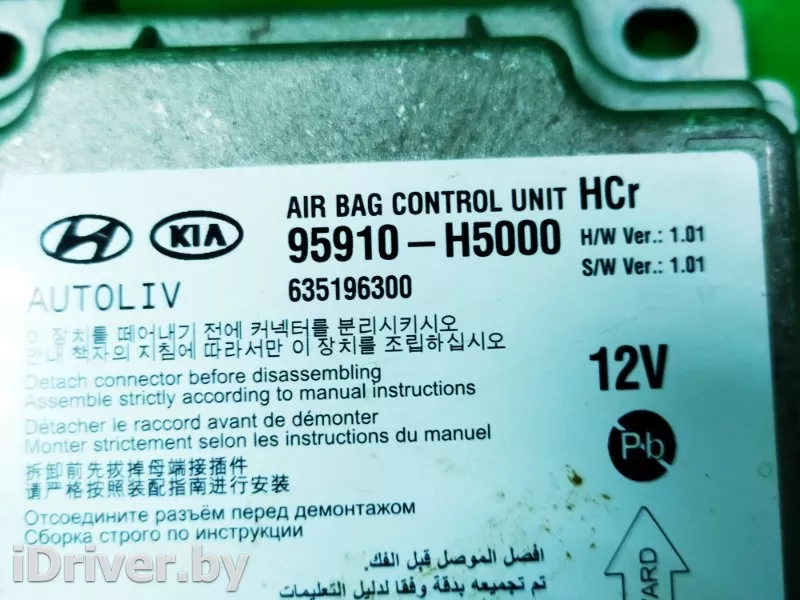 AIR BAG CONTROL UNIT HCr
KIA
95910-H5000 H/W Ver.: 1.01
S/W Ver.: 1.01
AUTOLIV 635196300
이 장치를 떼어내기 전에 커넥터를 분리시키시오
안내 책자의 지침에 따라서만 이 장치를 조립하십시오
12V
Detach connector before disassembling
Assemble strictly according to manual instructions
Détacher le raccord avant de démonter
Monter strictement selon les instructions du manuel
Pb
拆卸前先拔掉母端接插件
请严格按照装配指南进行安装
Отсоедините разъём перед демонтажом
Сборка строго по инструкции
افصل الموصل قبل الفك.
تم تجميعه بدقة وفقا لدليل التعليمات
iDriver.by